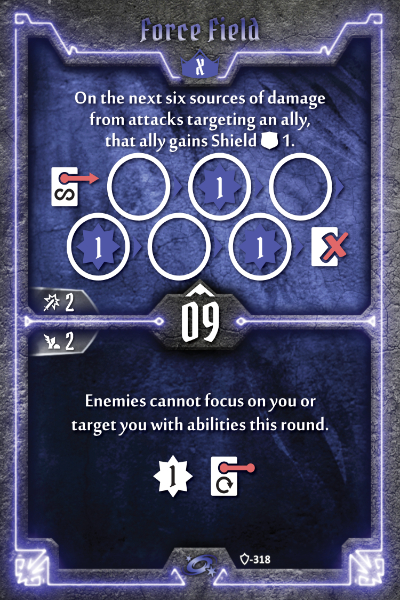 Force Field
X
On the next six sources of damage
from attacks targeting an ally,
that ally gains Shield 1.
1
1
1
2
09
2
Enemies cannot focus on you or
target you with abilities this round.
1
-318